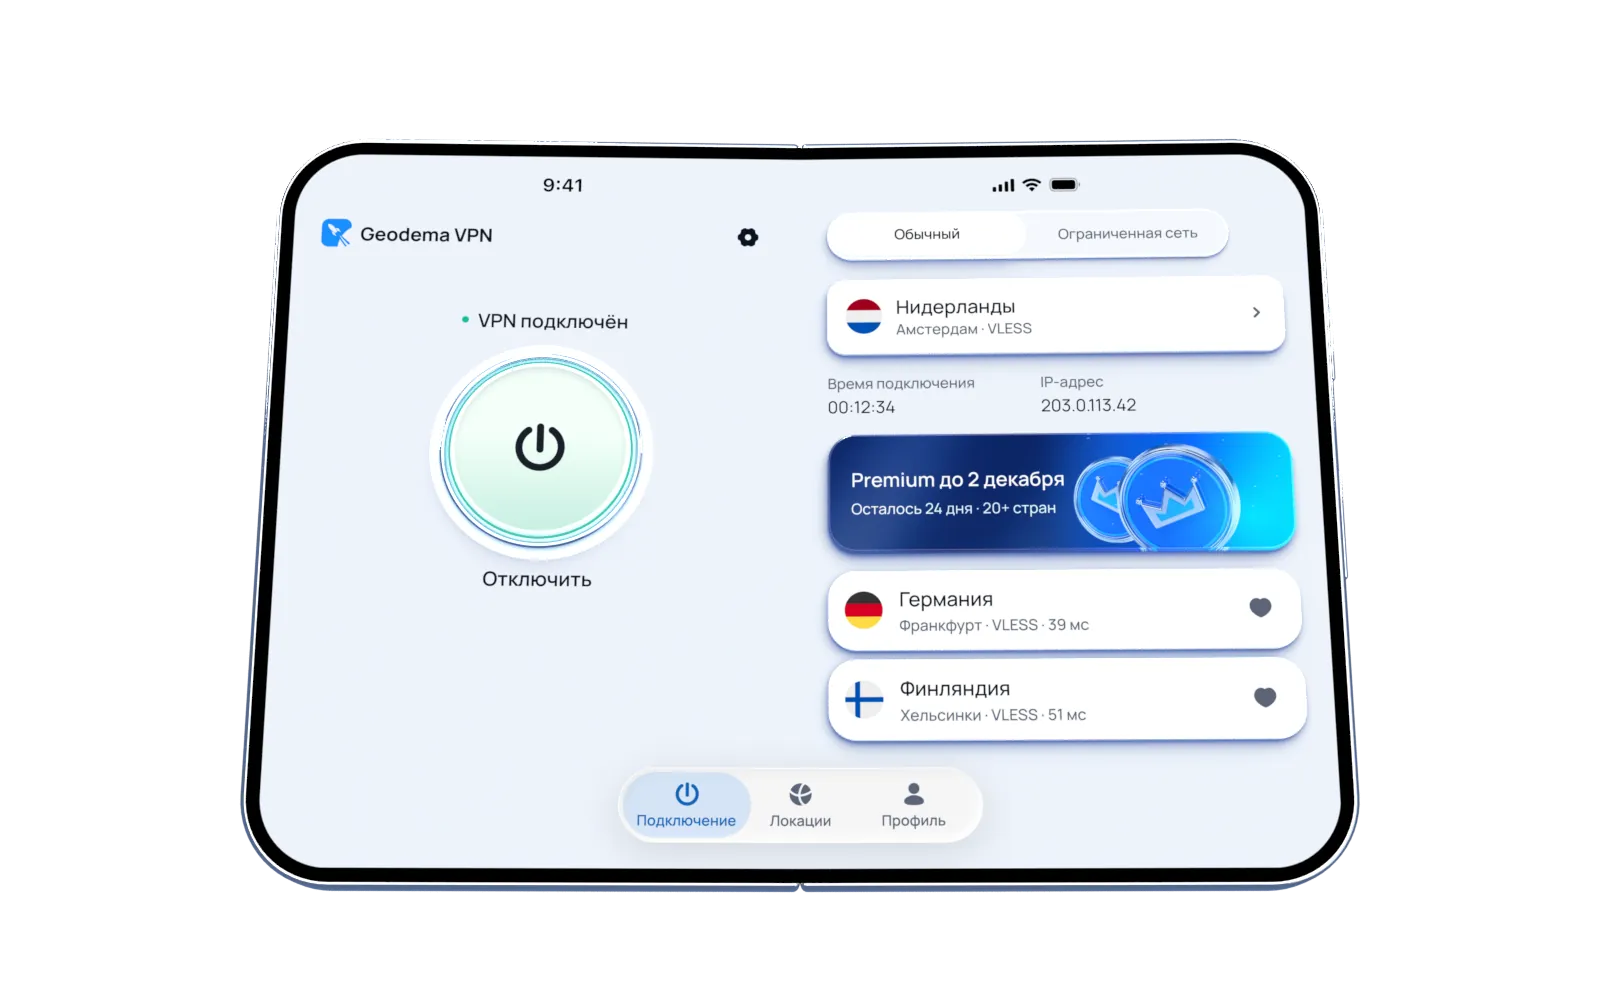 9:41
Geodema VPN
VPN подключён
Отключить
Обычный
Ограниченная сеть
Нидерланды
Амстердам · VLESS
Время подключения
00:12:34
IP-адрес
203.0.113.42
Premium до 2 декабря
Осталось 24 дня · 20+ стран
Германия
Франкфурт · VLESS · 39 мс
Финляндия
Хельсинки · VLESS · 51 мс
Подключение
Локации
Профиль